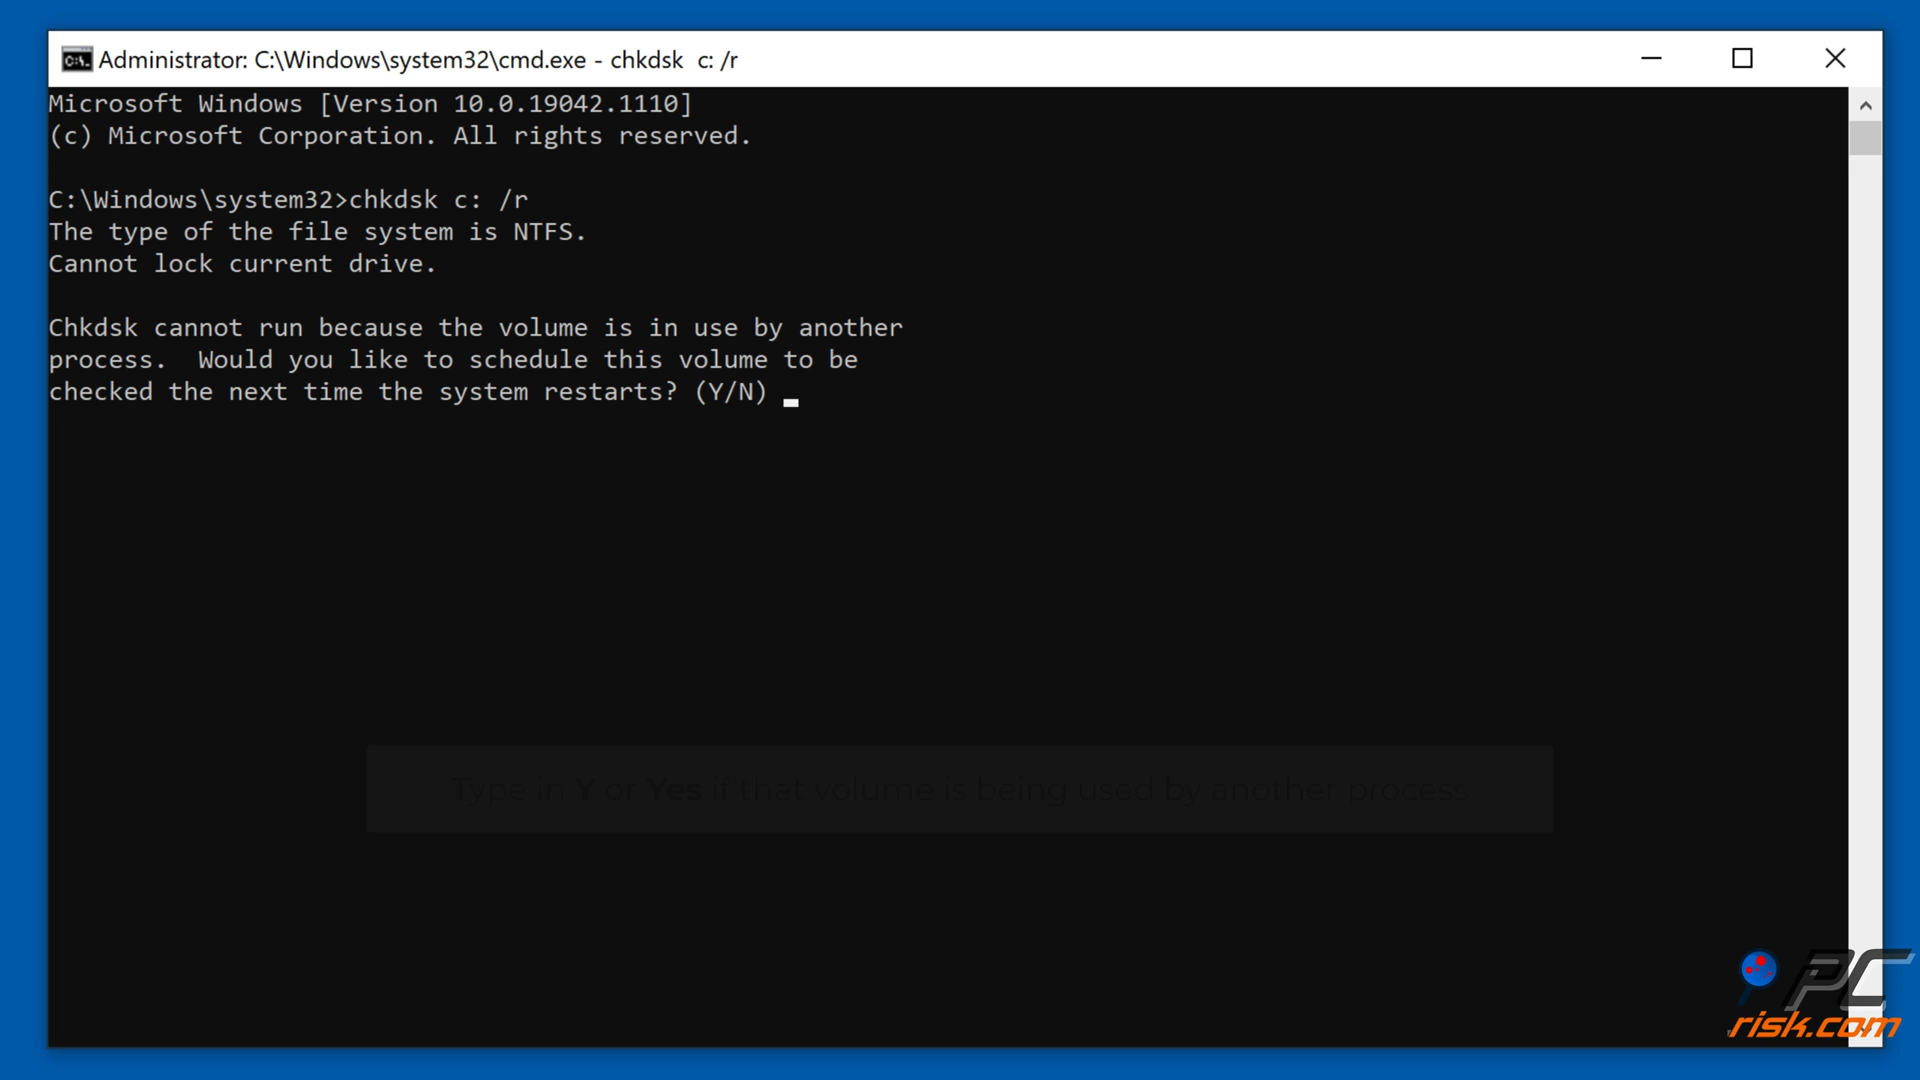 Administrator: C:\Windows\system32\cmd.exe - chkdsk  c: /r
Microsoft Windows [Version 10.0.19042.1110]
(c) Microsoft Corporation. All rights reserved.
C:\Windows\system32>chkdsk c: /r
The type of the file system is NTFS.
Cannot lock current drive.
Chkdsk cannot run because the volume is in use by another
process.  Would you like to schedule this volume to be
checked the next time the system restarts? (Y/N)
Type in Y or Yes if that volume is being used by another process
PC
risk.com